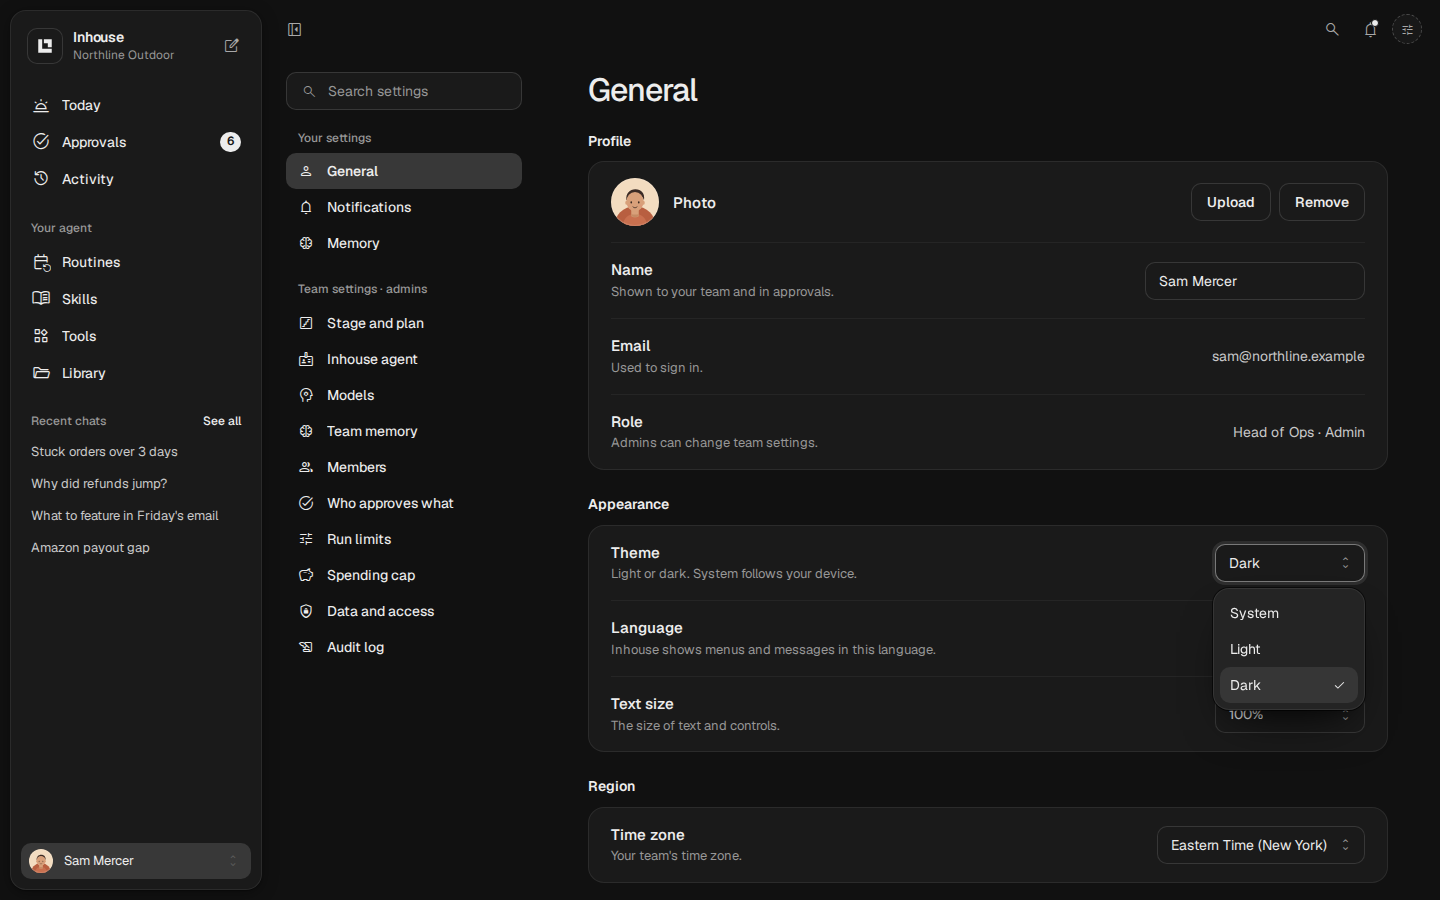 Inhouse
Northline Outdoor
Today
Approvals
6
Activity
Your agent
Routines
Skills
Tools
Library
Recent chats
See all
Stuck orders over 3 days
Why did refunds jump?
What to feature in Friday's email
Amazon payout gap
Sam Mercer
Search settings
Your settings
General
Notifications
Memory
Team settings · admins
Stage and plan
Inhouse agent
Models
Team memory
Members
Who approves what
Run limits
Spending cap
Data and access
Audit log
General
Profile
Photo
Upload
Remove
Name
Shown to your team and in approvals.
Sam Mercer
Email
Used to sign in.
sam@northline.example
Role
Admins can change team settings.
Head of Ops · Admin
Appearance
Theme
Light or dark. System follows your device.
Dark
System
Light
Dark
Language
Inhouse shows menus and messages in this language.
Text size
The size of text and controls.
100%
Region
Time zone
Your team's time zone.
Eastern Time (New York)